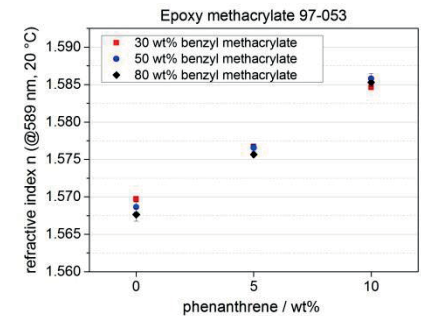 Epoxy methacrylate 97-053
30 wt% benzyl methacrylate
50 wt% benzyl methacrylate
80 wt% benzyl methacrylate
refractive index n (@589 nm, 20 °C)
1.590
1.585
1.580
1.575
1.570
1.565
1.560
0 5 10
phenanthrene / wt%